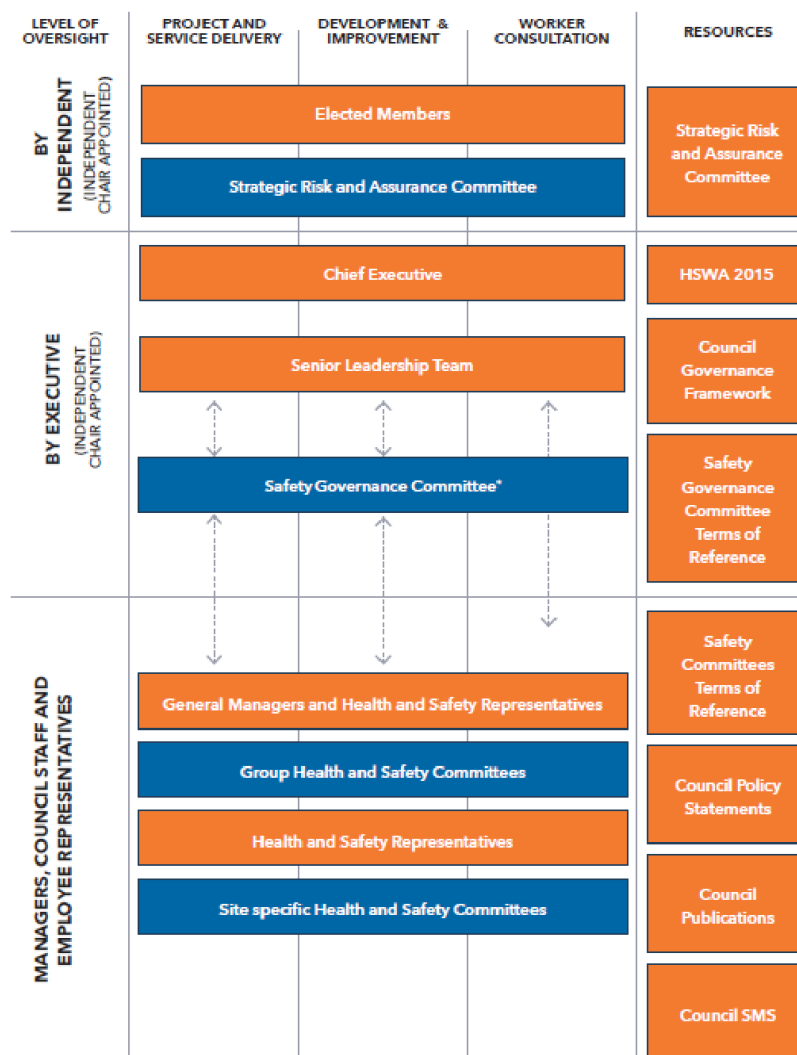 LEVEL OF
OVERSIGHT
PROJECT AND
SERVICE DELIVERY
DEVELOPMENT &
IMPROVEMENT
WORKER
CONSULTATION
RESOURCES
BY
INDEPENDENT
(INDEPENDENT
CHAIR APPOINTED)
Elected Members
Strategic Risk and Assurance Committee
Strategic Risk
and Assurance
Committee
BY EXECUTIVE
(INDEPENDENT
CHAIR APPOINTED)
Chief Executive
Senior Leadership Team
Safety Governance Committee*
HSWA 2015
Council
Governance
Framework
Safety
Governance
Committee
Terms of
Reference
MANAGERS, COUNCIL STAFF AND
EMPLOYEE REPRESENTATIVES
General Managers and Health and Safety Representatives
Group Health and Safety Committees
Health and Safety Representatives
Site specific Health and Safety Committees
Safety
Committees
Terms of
Reference
Council Policy
Statements
Council
Publications
Council SMS